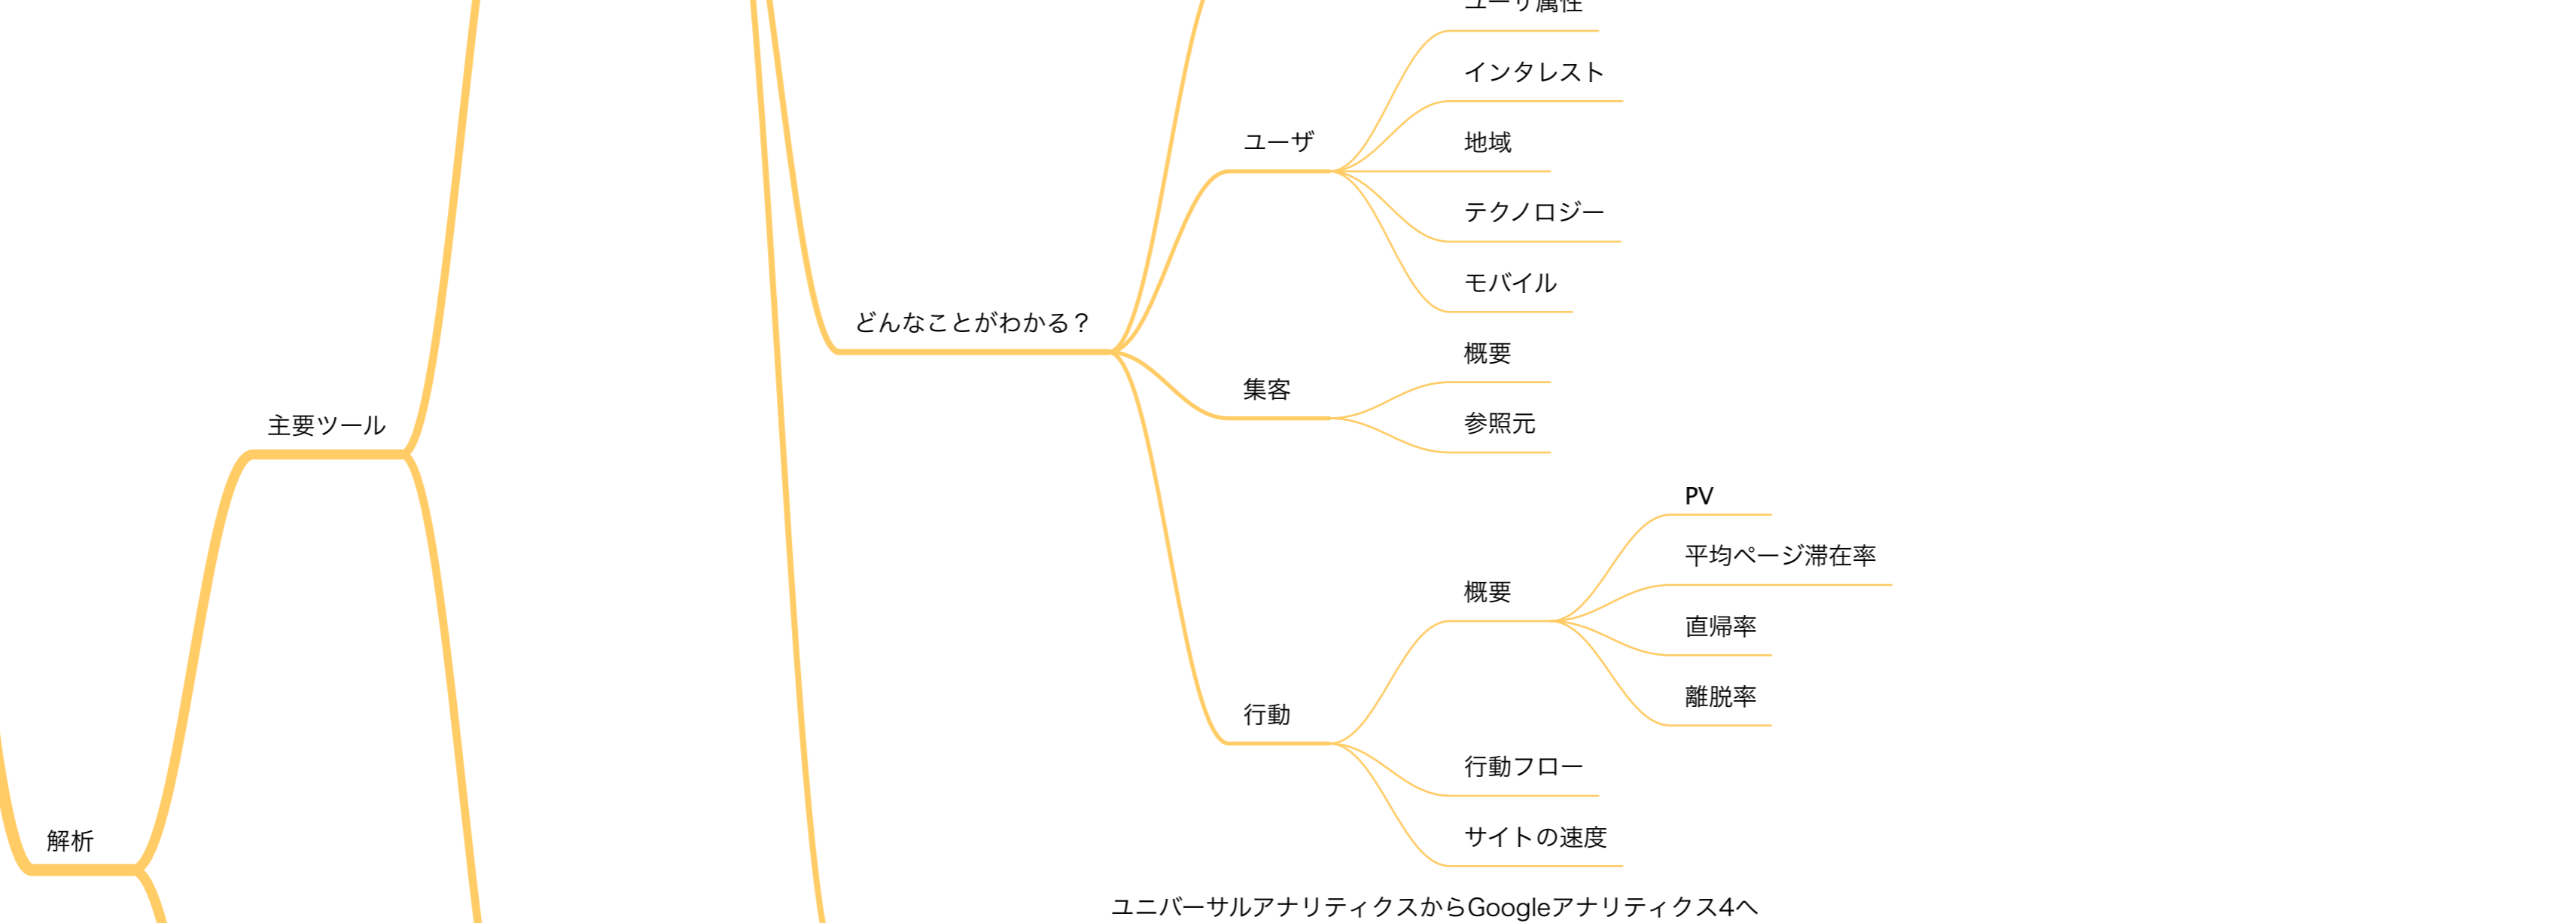 ユーザ属性
インタレスト
ユーザ
地域
テクノロジー
モバイル
どんなことがわかる？
概要
集客
参照元
主要ツール
PV
平均ページ滞在率
概要
直帰率
離脱率
行動
行動フロー
サイトの速度
解析
ユニバーサルアナリティクスからGoogleアナリティクス4へ